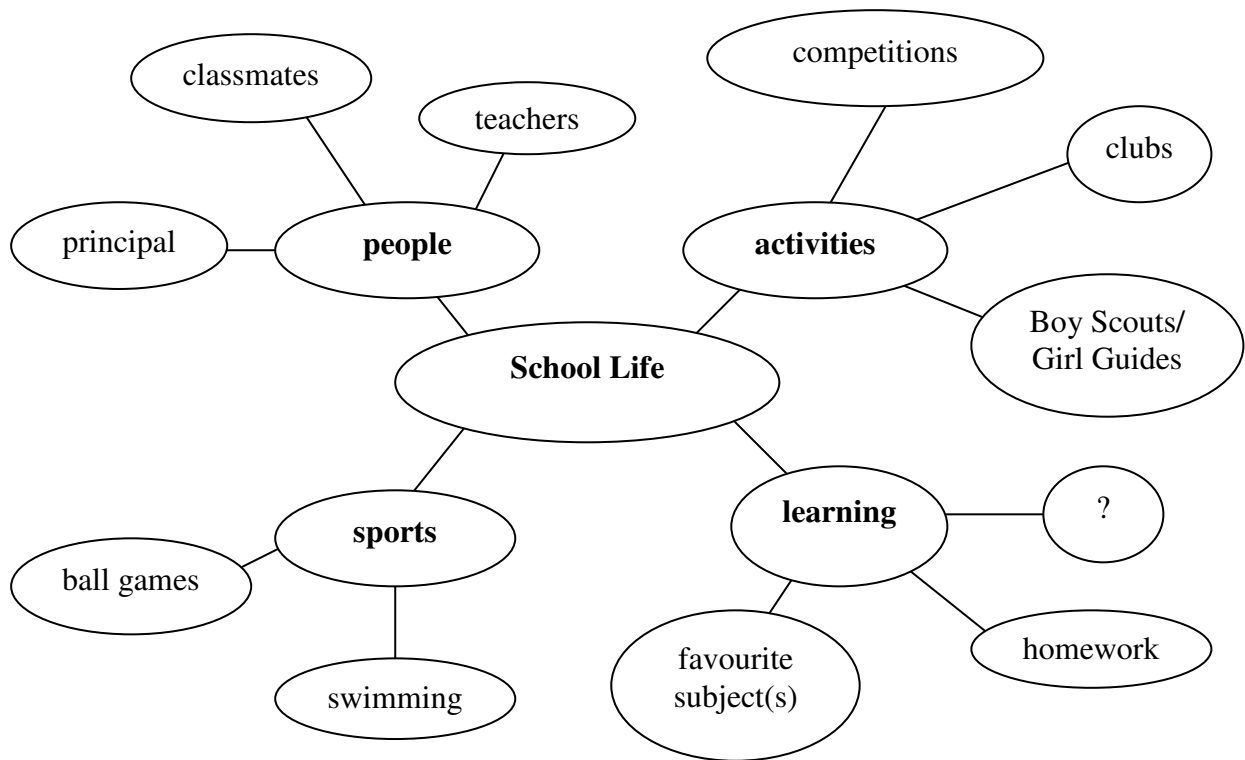 competitions
classmates
teachers
clubs
principal
people
activities
Boy Scouts/
Girl Guides
School Life
learning
?
sports
ball games
favourite
subject(s)
homework
swimming